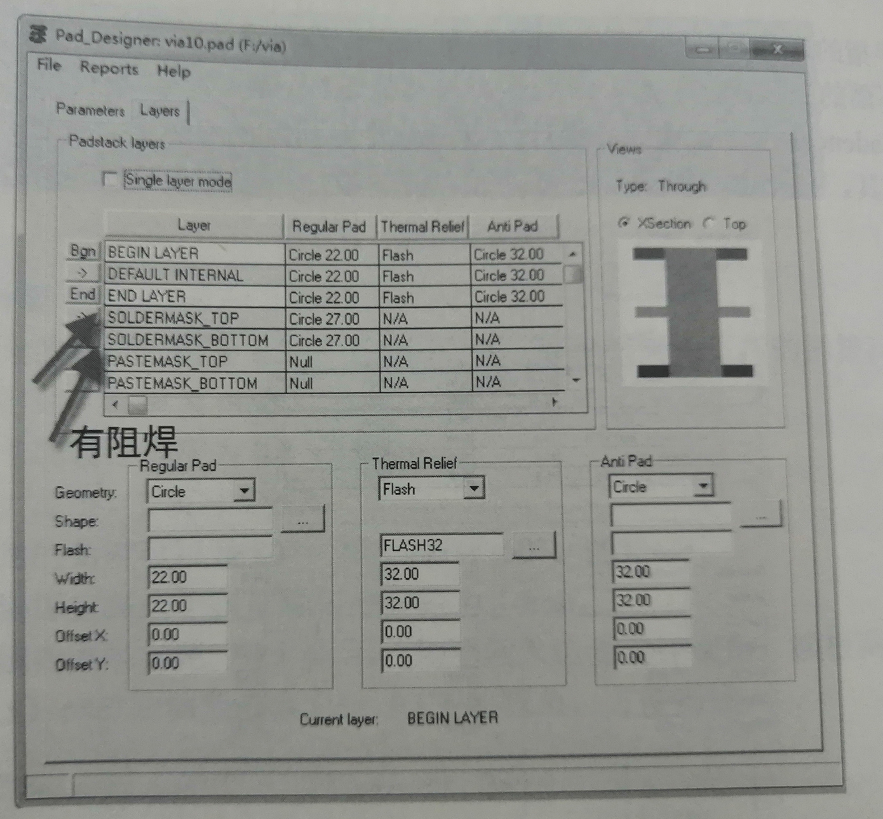 Pad_Designer: via10.pad (F:/via)
File Reports Help
Parameters Layers
Padstack layers
Views
Single layer mode
Type: Through
Layer Regular Pad Thermal Relief Anti Pad
XSection Top
Bgn BEGIN LAYER Circle 22.00 Flash Circle 32.00
-> DEFAULT INTERNAL Circle 22.00 Flash Circle 32.00
End END LAYER Circle 22.00 Flash Circle 32.00
-> SOLDERMASK_TOP Circle 27.00 N/A N/A
SOLDERMASK_BOTTOM Circle 27.00 N/A N/A
PASTEMASK_TOP Null N/A N/A
PASTEMASK_BOTTOM Null N/A N/A
有阻焊
Regular Pad Thermal Relief Anti Pad
Geometry: Circle Flash Circle
Shape: ... ...
Flash: FLASH32 ...
Width: 22.00 32.00 32.00
Height: 22.00 32.00 32.00
Offset X: 0.00 0.00 0.00
Offset Y: 0.00 0.00 0.00
Current layer: BEGIN LAYER